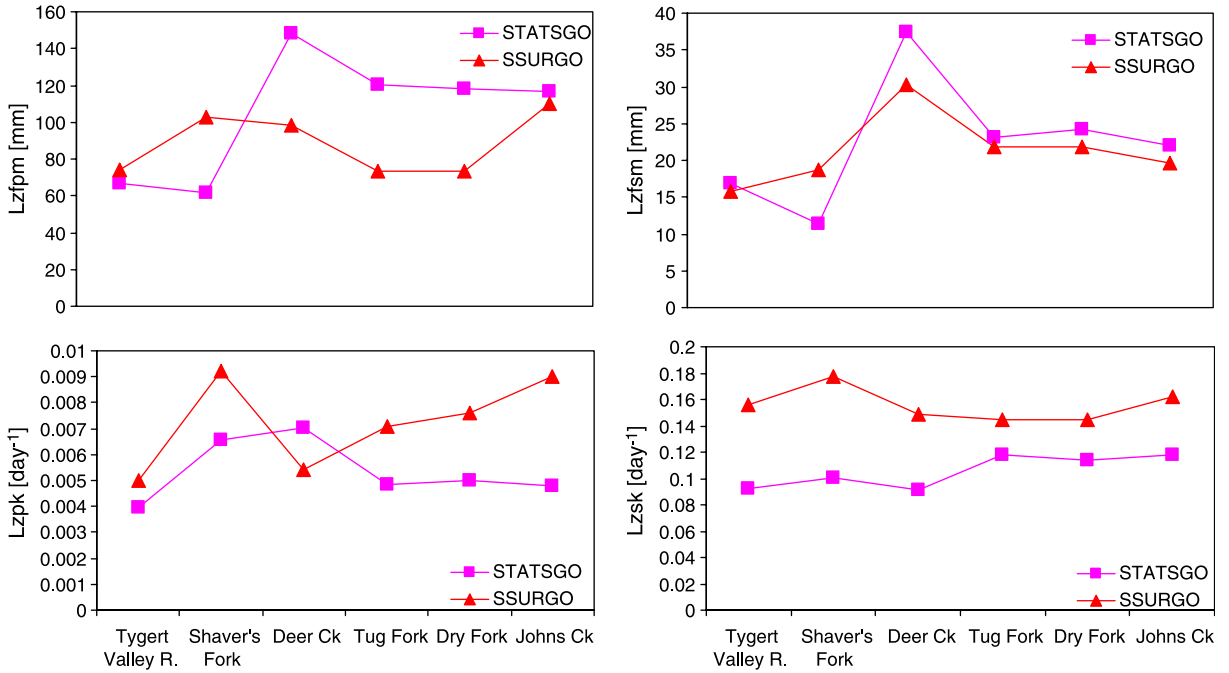 160
140
120
100
80
60
40
20
0
Lzfpm [mm]
STATSGO
SSURGO
40
35
30
25
20
15
10
5
0
Lzfsm [mm]
STATSGO
SSURGO
0.01
0.009
0.008
0.007
0.006
0.005
0.004
0.003
0.002
0.001
0
Lzpk [day⁻¹]
STATSGO
SSURGO
Tygert Valley R.
Shaver's Fork
Deer Ck
Tug Fork
Dry Fork
Johns Ck
0.2
0.18
0.16
0.14
0.12
0.1
0.08
0.06
0.04
0.02
0
Lzsk [day⁻¹]
STATSGO
SSURGO
Tygert Valley R.
Shaver's Fork
Deer Ck
Tug Fork
Dry Fork
Johns Ck